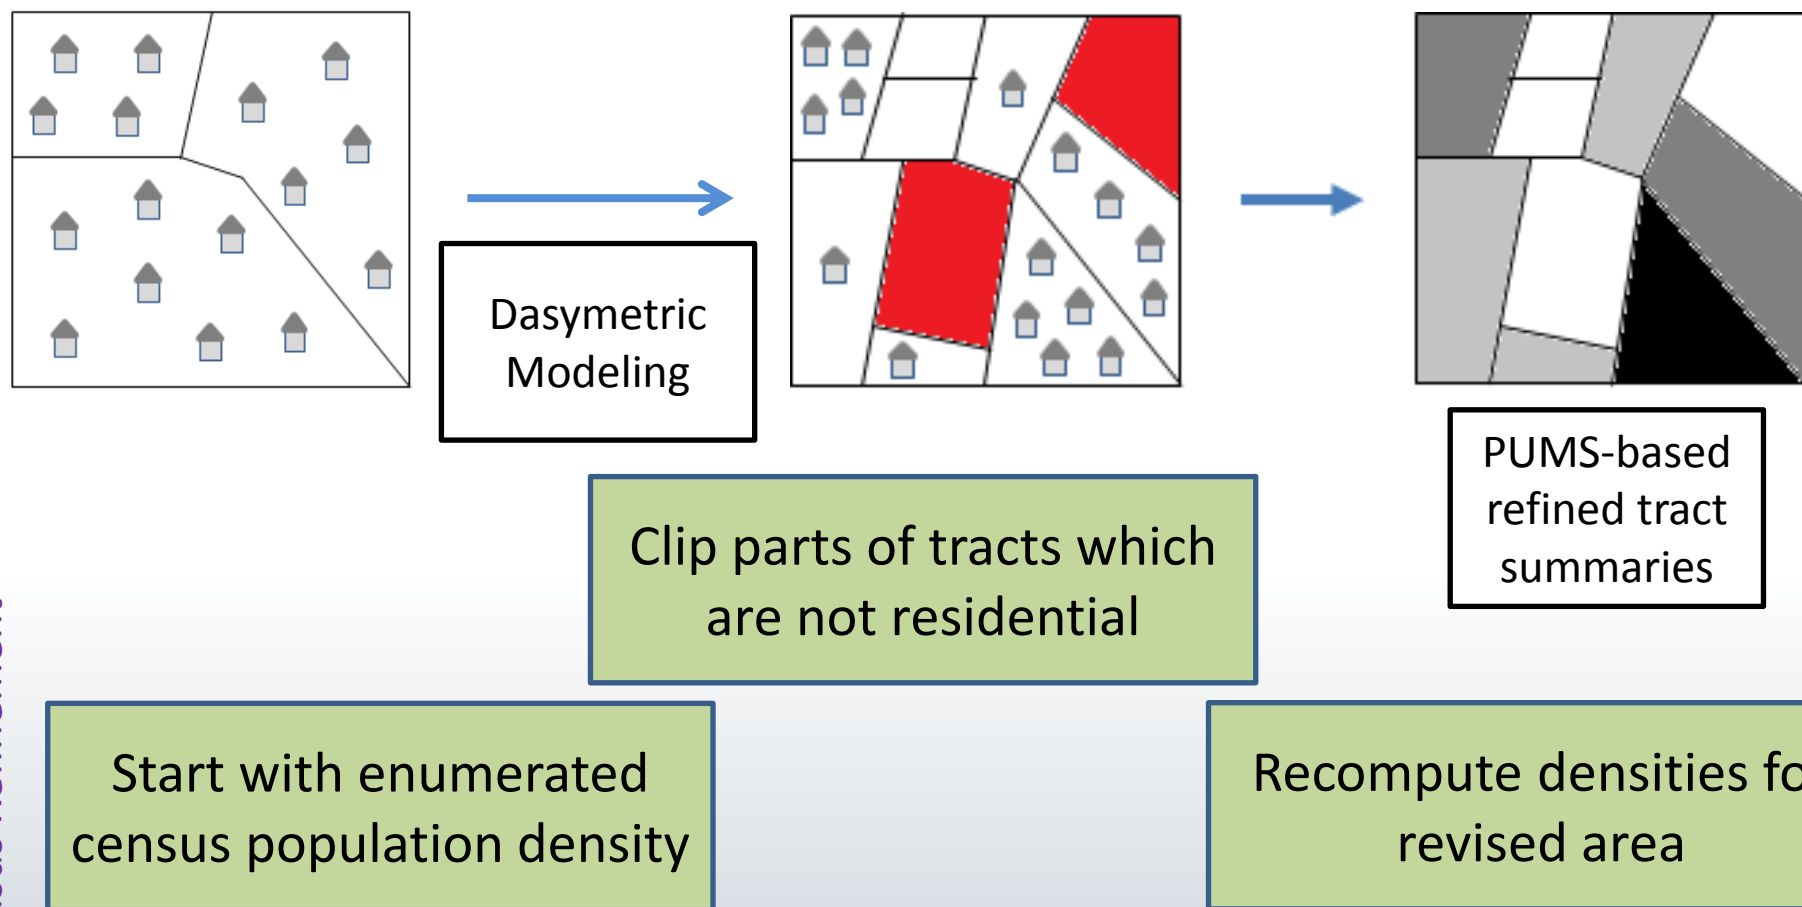 Dasymetric
Modeling
PUMS-based
refined tract
summaries
Clip parts of tracts which
are not residential
Start with enumerated
census population density
Recompute densities fo
revised area